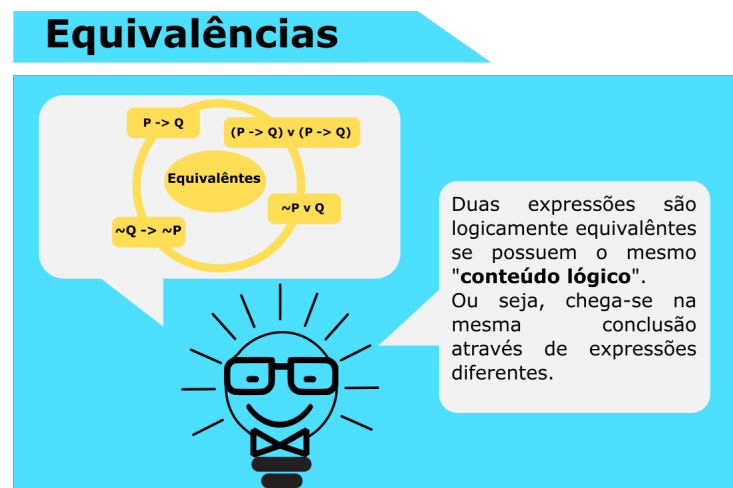 Equivalências
P -> Q
(P -> Q) v (P -> Q)
Equivalêntes
~P v Q
~Q -> ~P
Duas expressões são
logicamente equivalêntes
se possuem o mesmo
"conteúdo lógico".
Ou seja, chega-se na
mesma conclusão
através de expressões
diferentes.